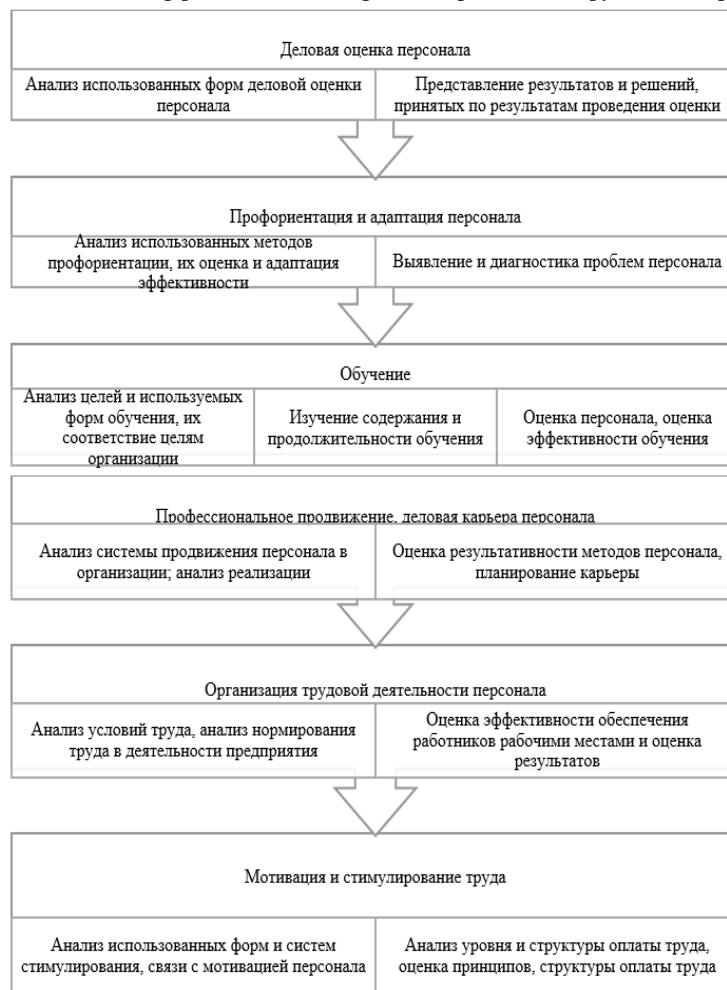 Деловая оценка персонала
Анализ использованных форм деловой оценки
персонала
Представление результатов и решений,
принятых по результатам проведения оценки
Профориентация и адаптация персонала
Анализ использованных методов
профориентации, их оценка и адаптация
эффективности
Выявление и диагностика проблем персонала
Обучение
Анализ целей и используемых
форм обучения, их
соответствие целям
организации
Изучение содержания и
продолжительности обучения
Оценка персонала, оценка
эффективности обучения
Профессиональное продвижение, деловая карьера персонала
Анализ системы продвижения персонала в
организации; анализ реализации
Оценка результативности методов персонала,
планирование карьеры
Организация трудовой деятельности персонала
Анализ условий труда, анализ нормирования
труда в деятельности предприятия
Оценка эффективности обеспечения
работников рабочими местами и оценка
результатов
Мотивация и стимулирование труда
Анализ использованных форм и систем
стимулирования, связи с мотивацией персонала
Анализ уровня и структуры оплаты труда,
оценка принципов, структуры оплаты труда